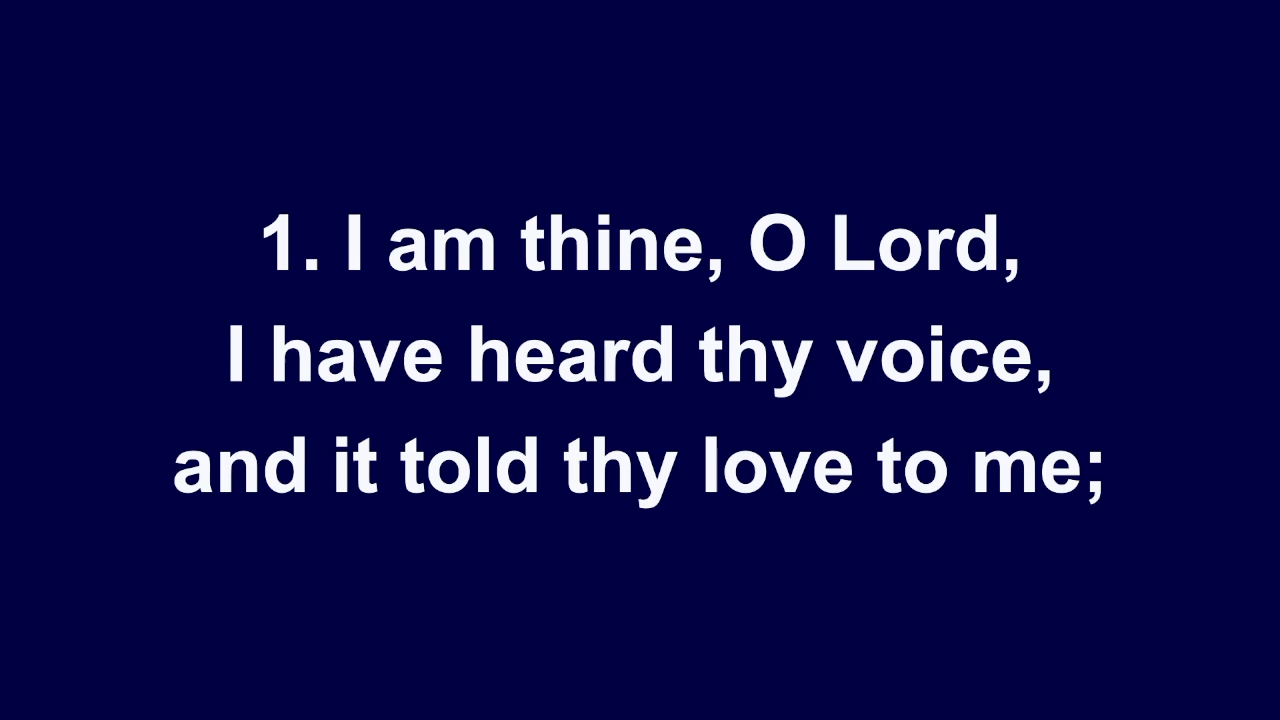 1. I am thine, O Lord,
I have heard thy voice,
and it told thy love to me;